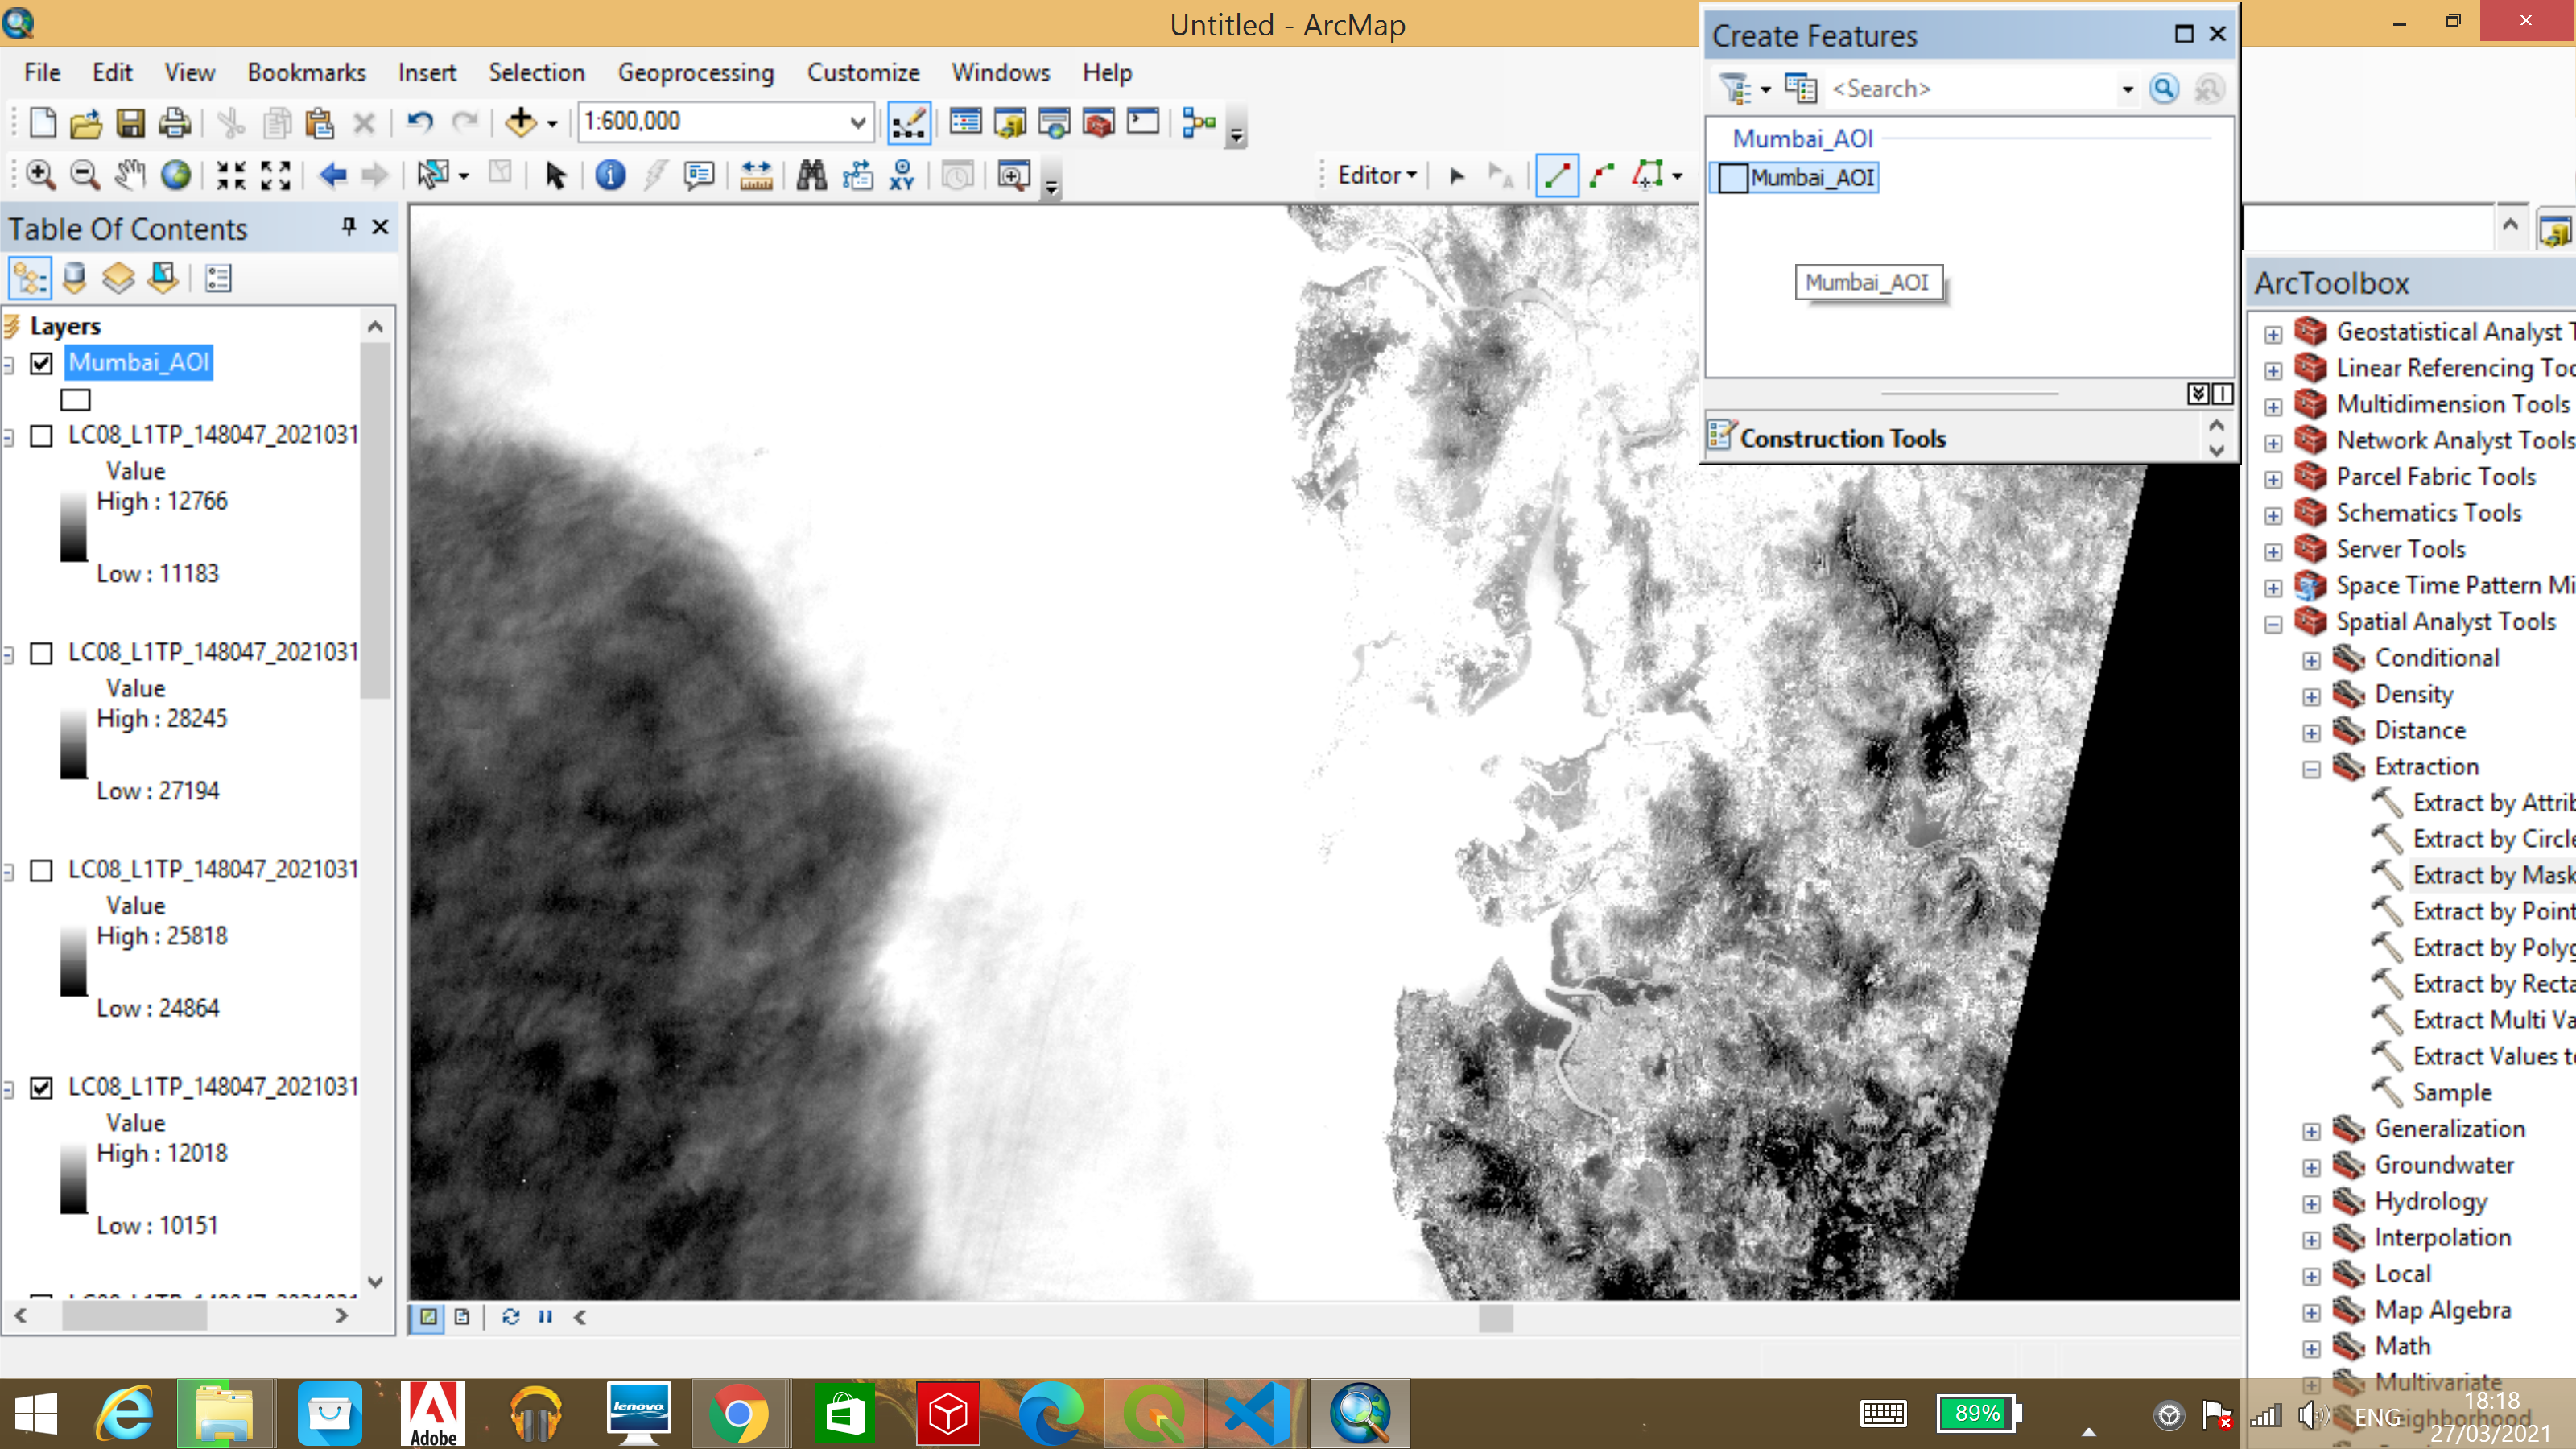 Untitled - ArcMap
File Edit View Bookmarks Insert Selection Geoprocessing Customize Windows Help
1:600,000
Editor
Create Features
<Search>
Mumbai_AOI
Mumbai_AOI
Mumbai_AOI
Construction Tools
Table Of Contents
Layers
Mumbai_AOI
LC08_L1TP_148047_2021031
Value
High : 12766
Low : 11183
LC08_L1TP_148047_2021031
Value
High : 28245
Low : 27194
LC08_L1TP_148047_2021031
Value
High : 25818
Low : 24864
LC08_L1TP_148047_2021031
Value
High : 12018
Low : 10151
ArcToolbox
Geostatistical Analyst T
Linear Referencing Too
Multidimension Tools
Network Analyst Tools
Parcel Fabric Tools
Schematics Tools
Server Tools
Space Time Pattern Mi
Spatial Analyst Tools
Conditional
Density
Distance
Extraction
Extract by Attrib
Extract by Circle
Extract by Mask
Extract by Point
Extract by Polyg
Extract by Recta
Extract Multi Va
Extract Values to
Sample
Generalization
Groundwater
Hydrology
Interpolation
Local
Map Algebra
Math
Multivariate
Neighborhood
Adobe
lenovo
89%
ENG
18:18
27/03/2021